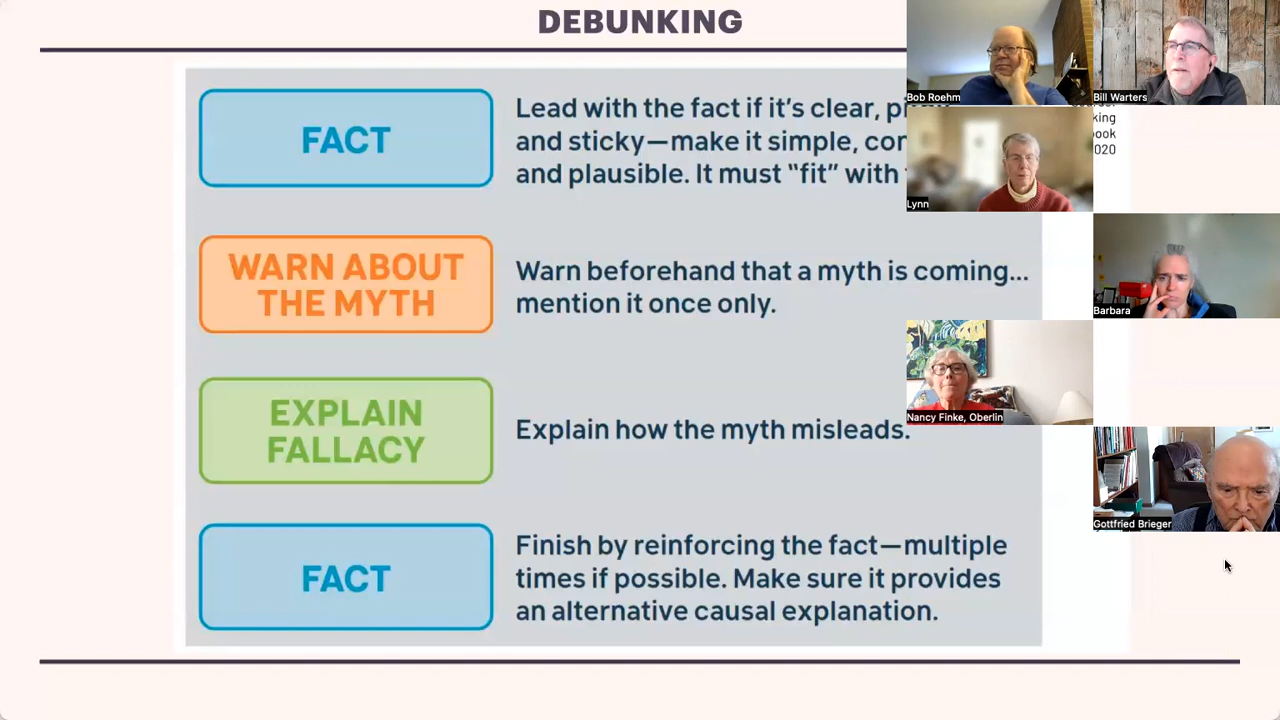 DEBUNKING
FACT
Lead with the fact if it's clear,
and sticky—make it simple,
and plausible. It must “fit” with
WARN ABOUT
THE MYTH
Warn beforehand that a myth is coming...
mention it once only.
EXPLAIN
FALLACY
Explain how the myth misleads.
FACT
Finish by reinforcing the fact—multiple
times if possible. Make sure it provides
an alternative causal explanation.
Bob Roehm
Bill Warters
king
ook
020
Lynn
Barbara
Nancy Finke, Oberlin
Gottfried Brieger